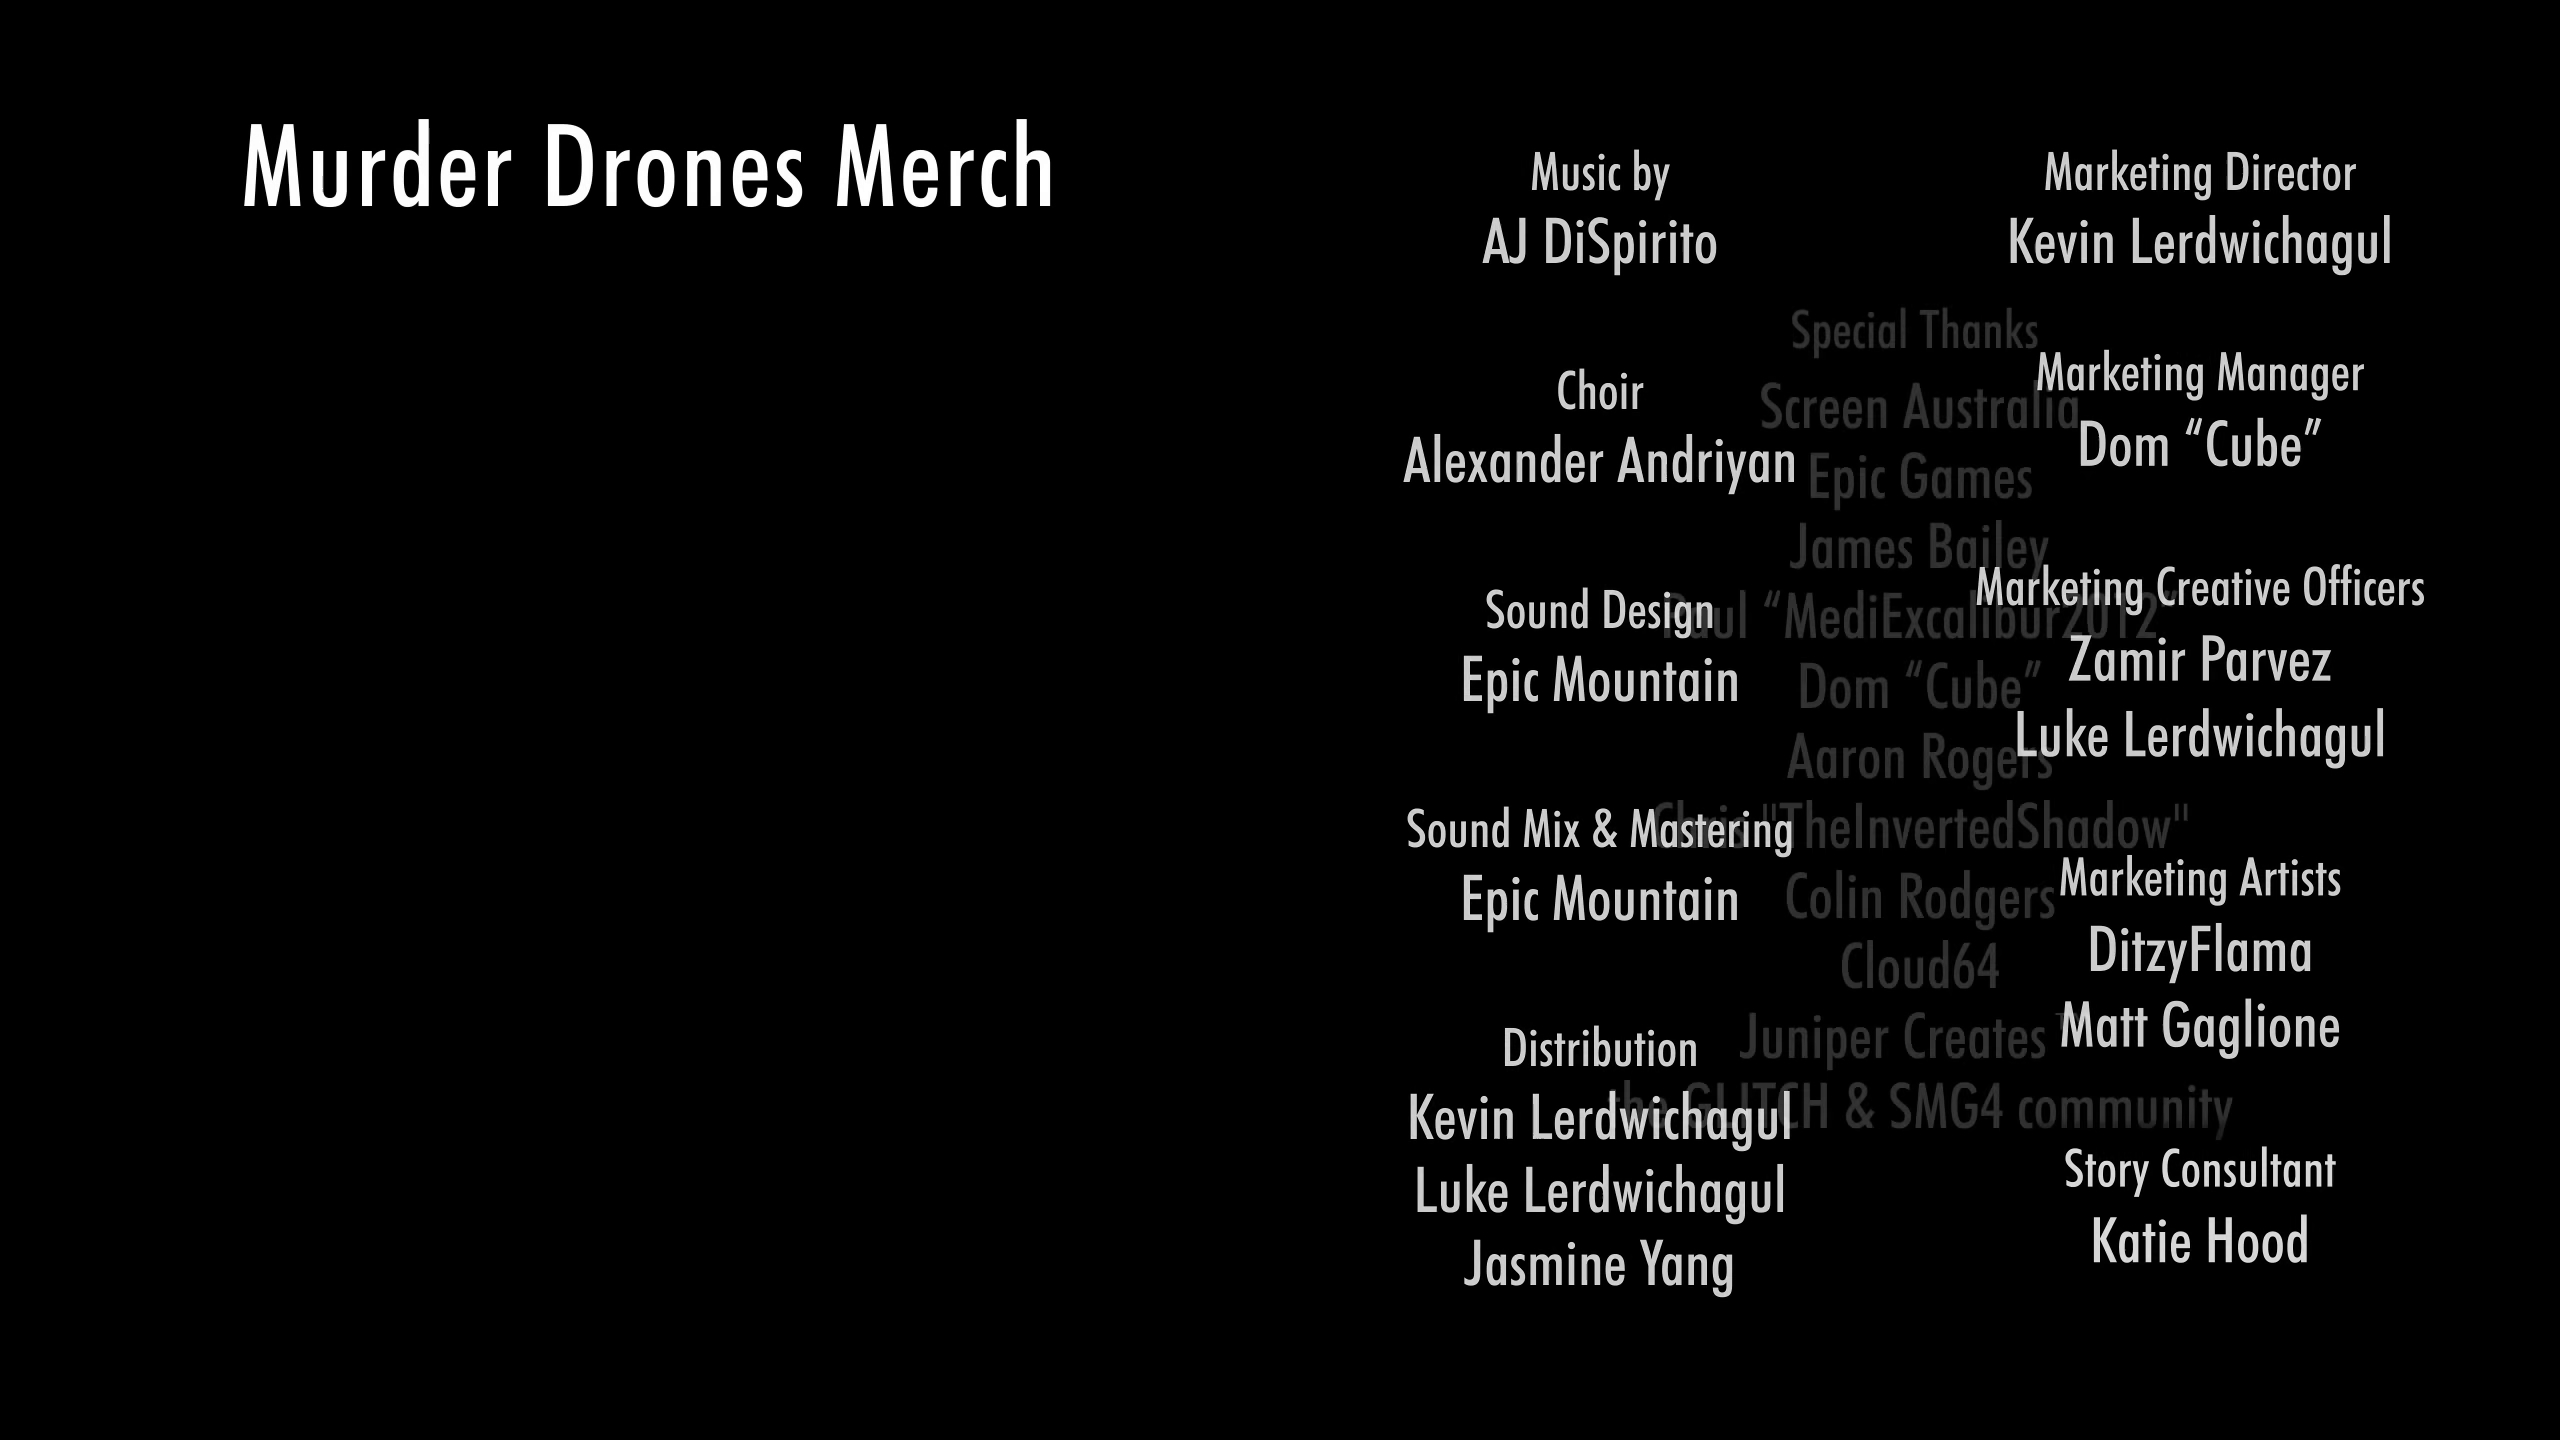 Murder Drones Merch
Music by
AJ DiSpirito
Choir
Alexander Andriyan
Sound Design
Epic Mountain
Sound Mix & Mastering
Epic Mountain
Distribution
Kevin Lerdwichagul
Luke Lerdwichagul
Jasmine Yang
Marketing Director
Kevin Lerdwichagul
Marketing Manager
Dom “Cube”
Marketing Creative Officers
Zamir Parvez
Luke Lerdwichagul
Marketing Artists
DitzyFlama
Matt Gaglione
Story Consultant
Katie Hood
Special Thanks
Screen Australia
Epic Games
James Bailey
Paul “MediExcalibur2012”
Dom “Cube”
Aaron Rogers
Chris "TheInvertedShadow"
Colin Rodgers
Cloud64
Juniper Creates
the GLITCH & SMG4 community